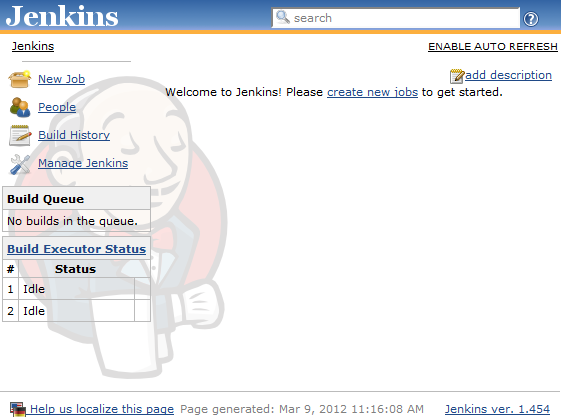 Jenkins
search
?
Jenkins
ENABLE AUTO REFRESH
add description
New Job
Welcome to Jenkins! Please create new jobs to get started.
People
Build History
Manage Jenkins
Build Queue
No builds in the queue.
Build Executor Status
# Status
1 Idle
2 Idle
Help us localize this page Page generated: Mar 9, 2012 11:16:08 AM Jenkins ver. 1.454